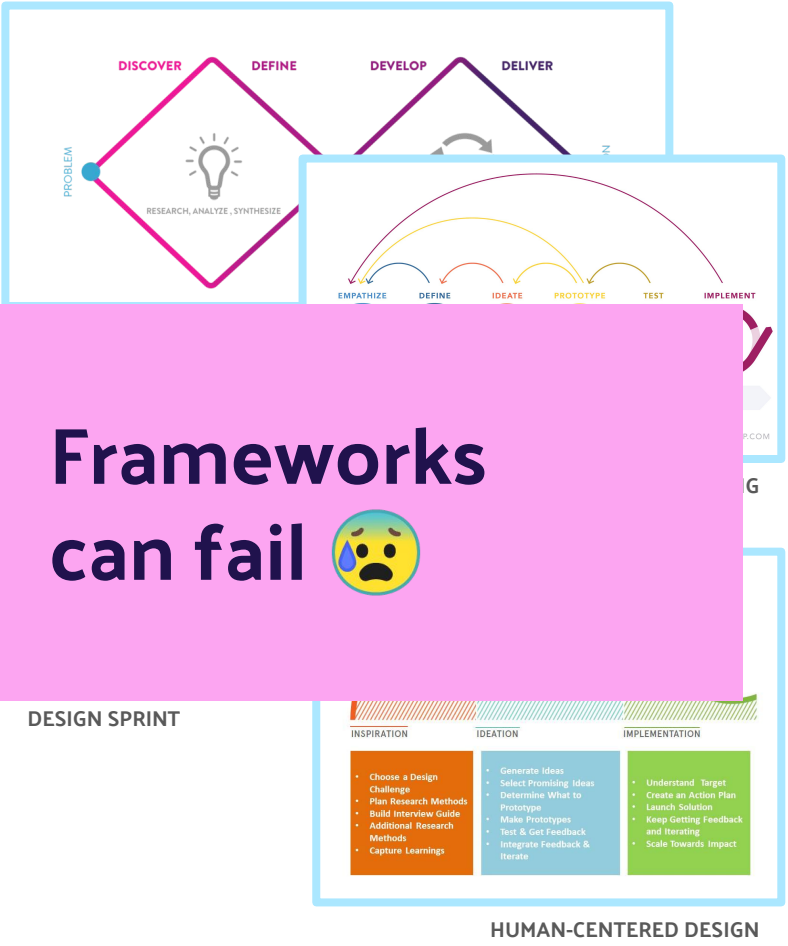 DISCOVER
DEFINE
DEVELOP
DELIVER
PROBLEM
RESEARCH, ANALYZE , SYNTHESIZE
EMPATHIZE
DEFINE
IDEATE
PROTOTYPE
TEST
IMPLEMENT
P.COM
G
Frameworks
can fail 😰
DESIGN SPRINT
INSPIRATION
IDEATION
IMPLEMENTATION
• Choose a Design
Challenge
• Plan Research Methods
• Build Interview Guide
• Additional Research
Methods
• Capture Learnings
• Generate Ideas
• Select Promising Ideas
• Determine What to
Prototype
• Make Prototypes
• Test & Get Feedback
• Integrate Feedback &
Iterate
• Understand Target
• Create an Action Plan
• Launch Solution
• Keep Getting Feedback
and Iterating
• Scale Towards Impact
HUMAN-CENTERED DESIGN